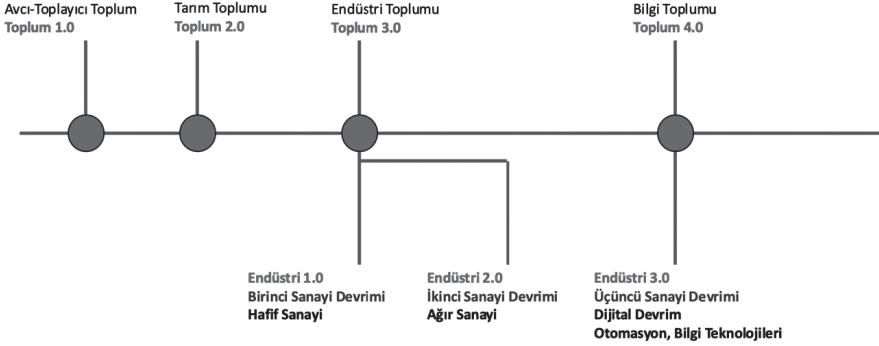 Avcı-Toplayıcı Toplum
Toplum 1.0
Tarım Toplumu
Toplum 2.0
Endüstri Toplumu
Toplum 3.0
Bilgi Toplumu
Toplum 4.0
Endüstri 1.0
Birinci Sanayi Devrimi
Hafif Sanayi
Endüstri 2.0
İkinci Sanayi Devrimi
Ağır Sanayi
Endüstri 3.0
Üçüncü Sanayi Devrimi
Dijital Devrim
Otomasyon, Bilgi Teknolojileri